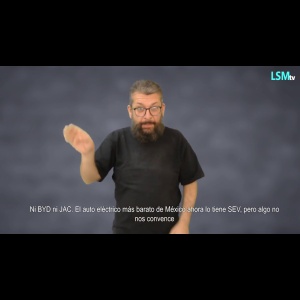 LSMtv
Ni BYD ni JAC. El auto eléctrico más barato de México ahora lo tiene SEV, pero algo no
nos convence